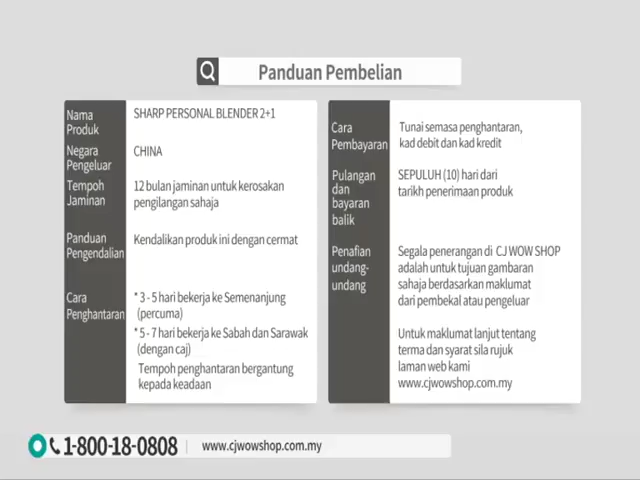 Panduan Pembelian
Nama
Produk
SHARP PERSONAL BLENDER 2+1
Negara
Pengeluar
CHINA
Tempoh
Jaminan
12 bulan jaminan untuk kerosakan
pengilangan sahaja
Panduan
Pengendalian
Kendalikan produk ini dengan cermat
Cara
Penghantaran
* 3 - 5 hari bekerja ke Semenanjung
(percuma)
* 5 - 7 hari bekerja ke Sabah dan Sarawak
(dengan caj)
Tempoh penghantaran bergantung
kepada keadaan
Cara
Pembayaran
Tunai semasa penghantaran,
kad debit dan kad kredit
Pulangan
dan
bayaran
balik
SEPULUH (10) hari dari
tarikh penerimaan produk
Penafian
undang-
undang
Segala penerangan di CJ WOW SHOP
adalah untuk tujuan gambaran
sahaja berdasarkan maklumat
dari pembekal atau pengeluar
Untuk maklumat lanjut tentang
terma dan syarat sila rujuk
laman web kami
www.cjwowshop.com.my
1-800-18-0808
www.cjwowshop.com.my